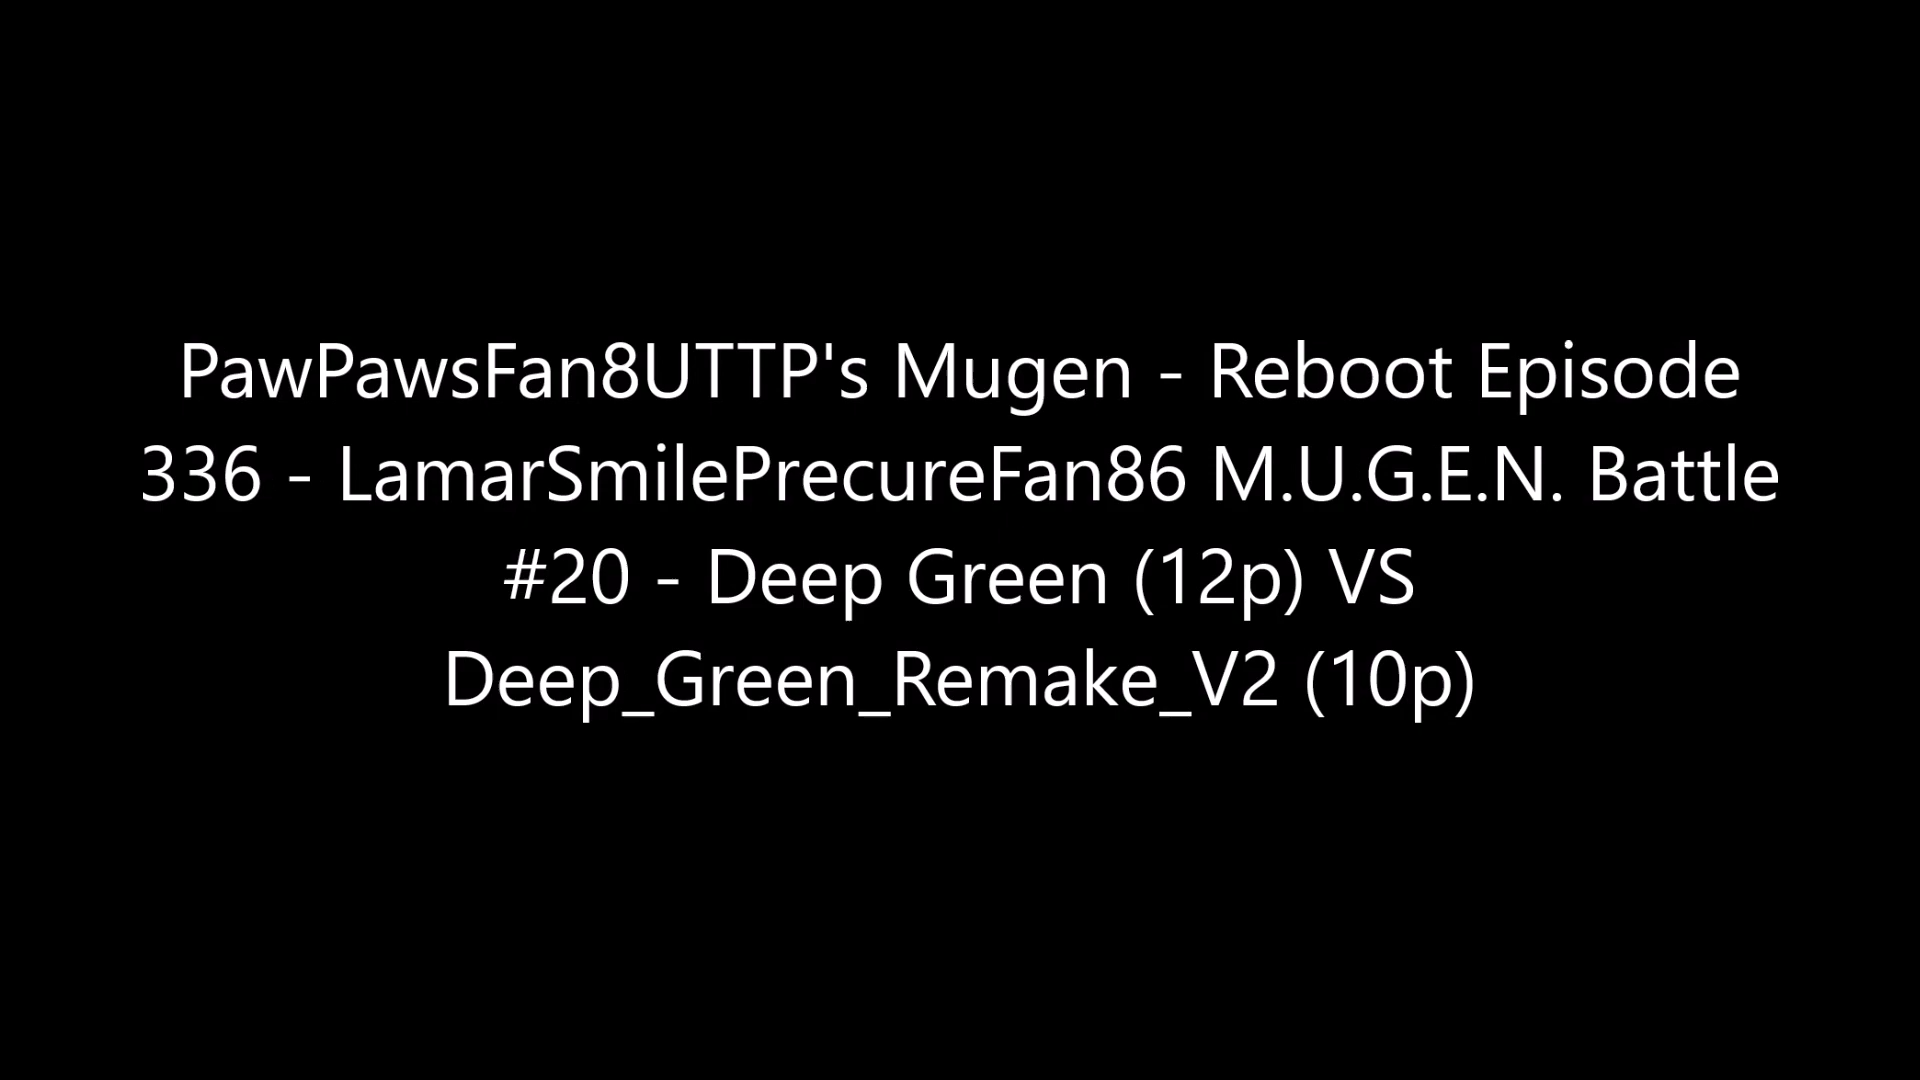 PawPawsFan8UTTP's Mugen - Reboot Episode
336 - LamarSmilePrecureFan86 M.U.G.E.N. Battle
#20 - Deep Green (12p) VS
Deep_Green_Remake_V2 (10p)